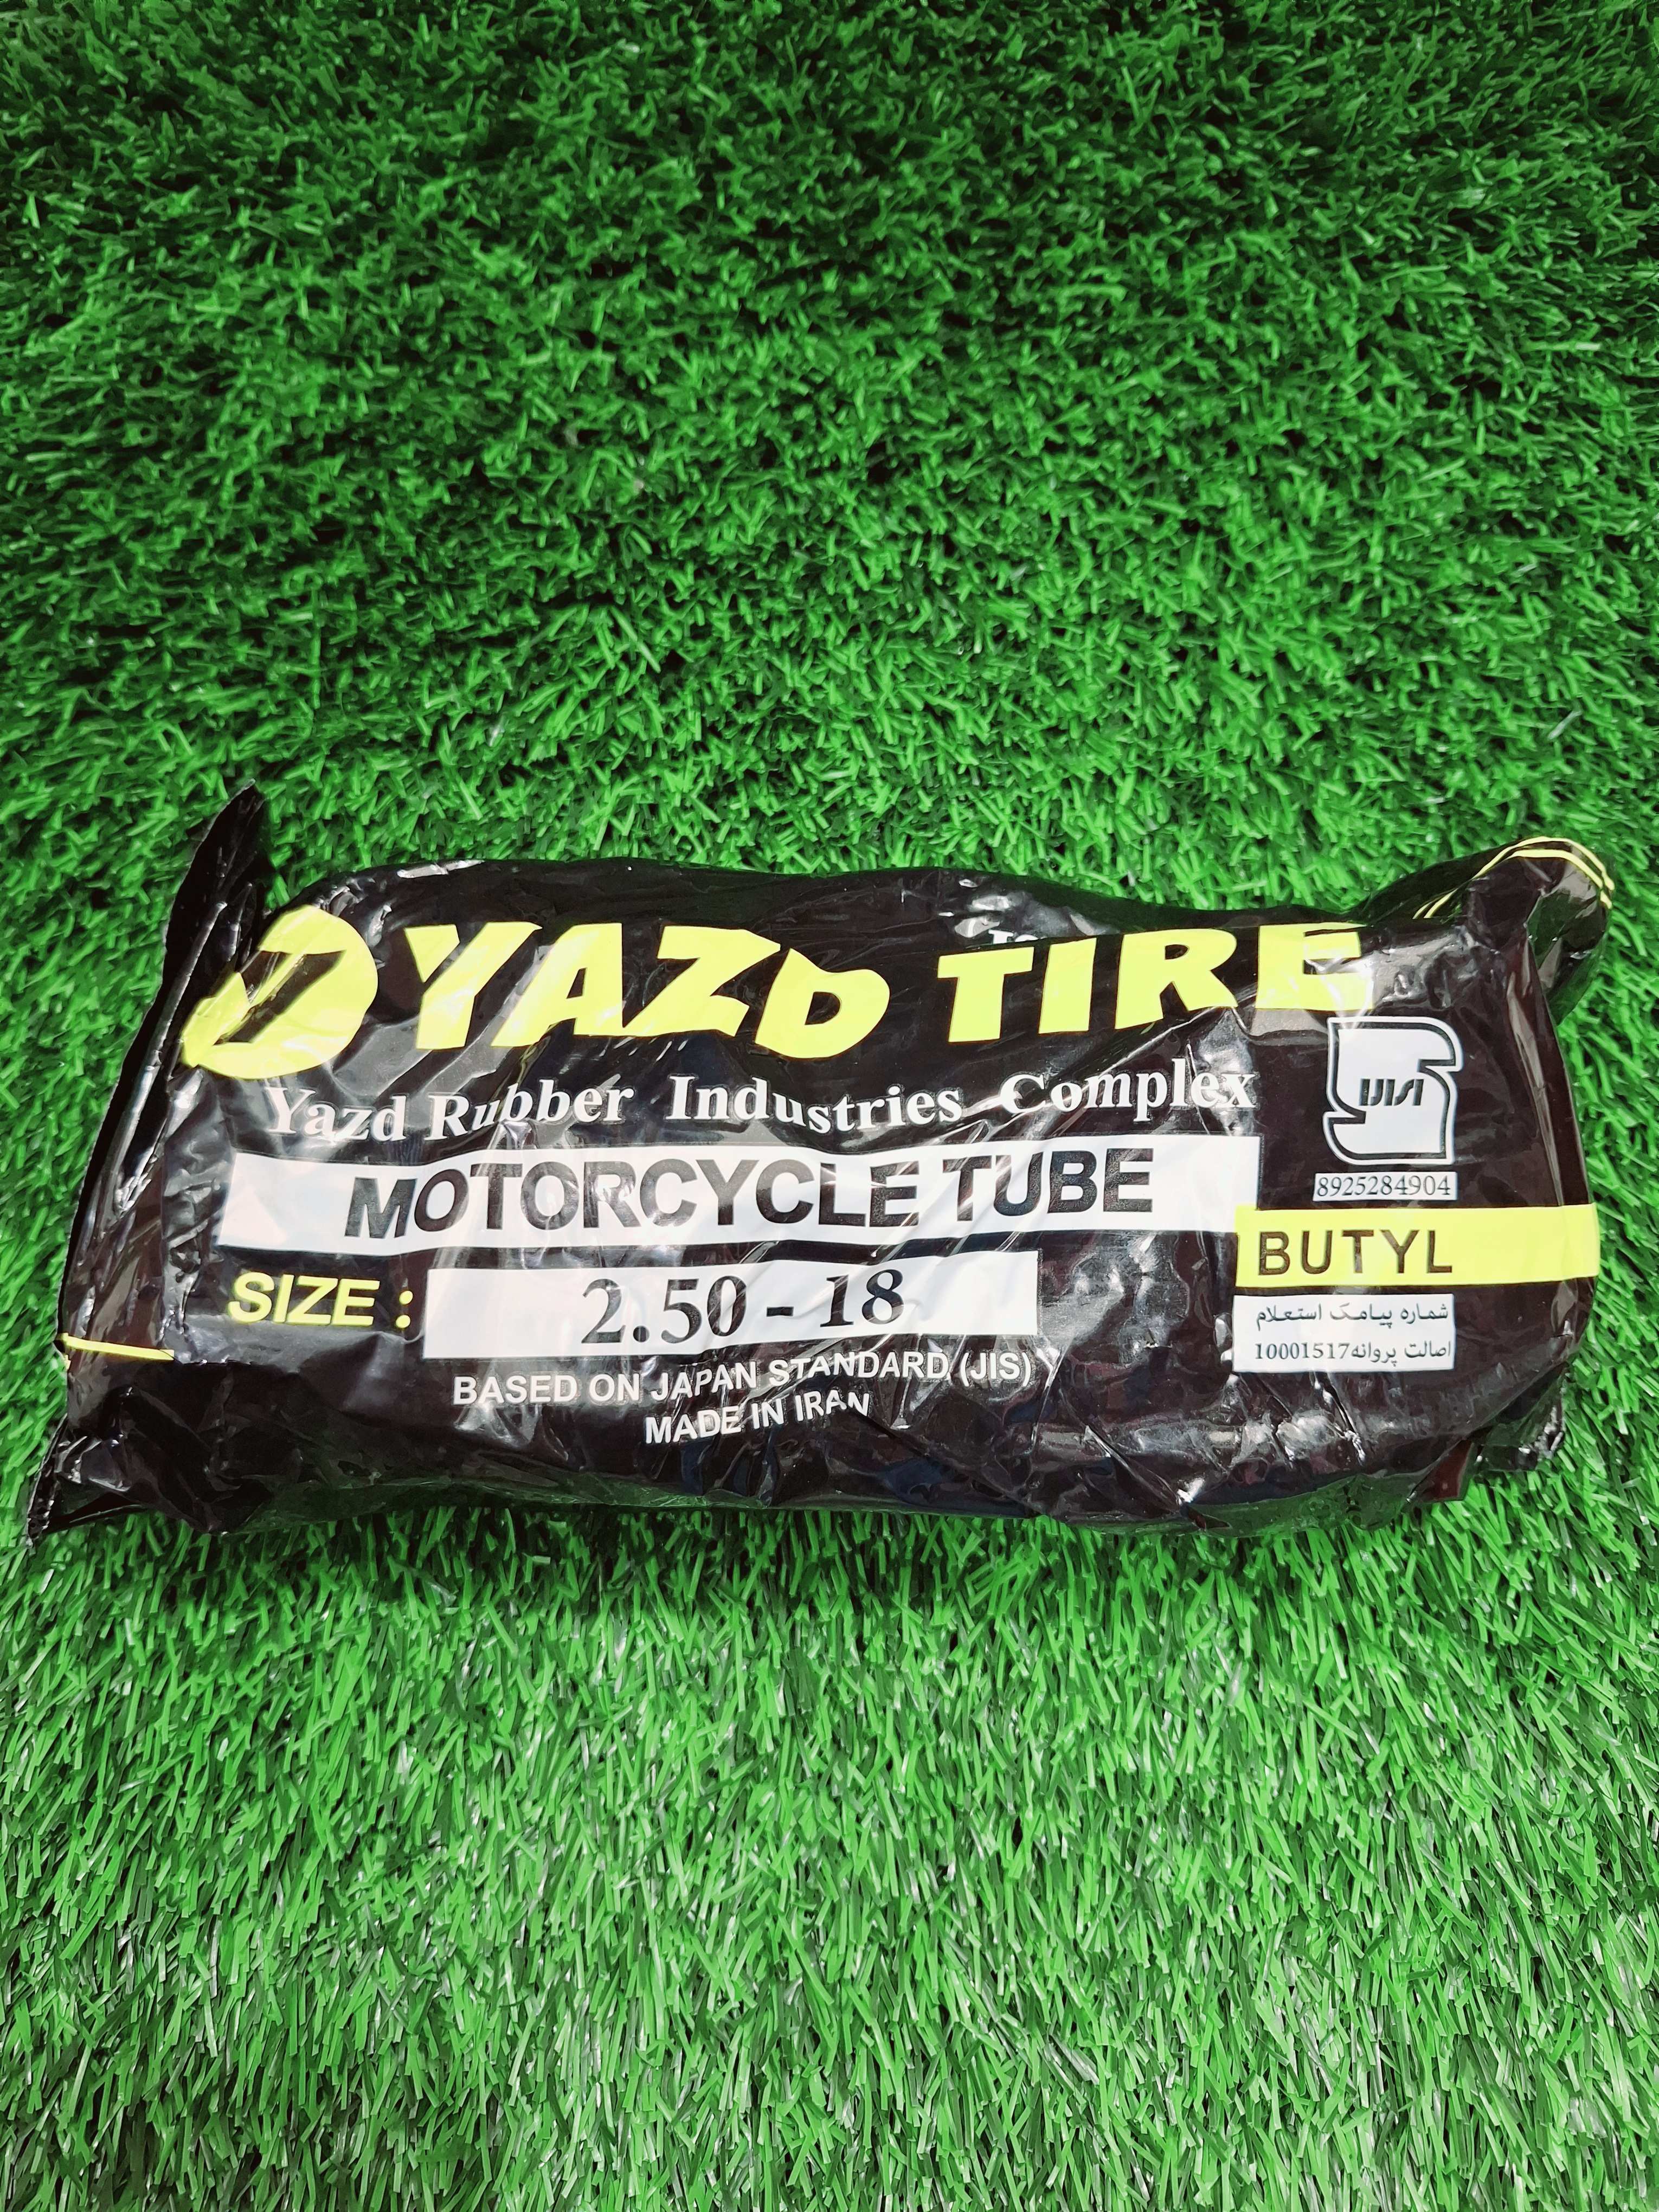 YAZD TIRE
Yazd Rubber Industries Complex
MOTORCYCLE TUBE
SIZE : 2.50 - 18
BASED ON JAPAN STANDARD (JIS)
MADE IN IRAN
ISIRI
8925284904
BUTYL
شماره پیامک استعلام
اصالت پروانه10001517